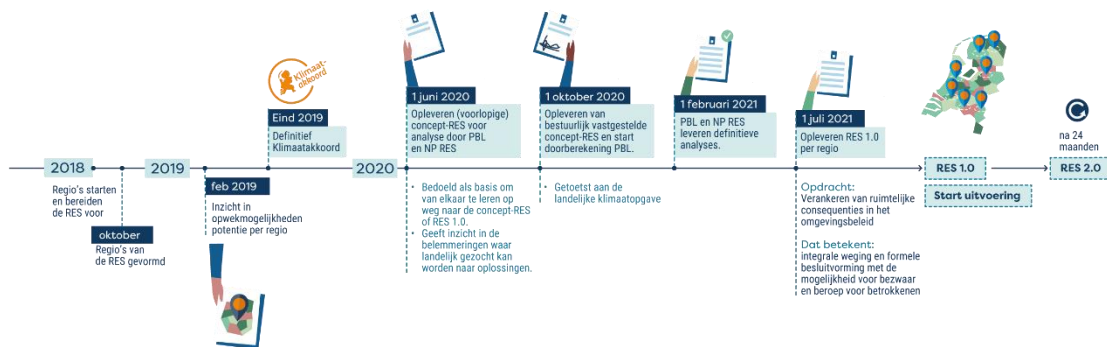 2018
Regio's starten
en bereiden
de RES voor
oktober
Regio's van
de RES gevormd
2019
feb 2019
Inzicht in
opwekmogelijkheden
potentie per regio
Klimaat-
akkoord
Eind 2019
Definitief
Klimaatakkoord
2020
1 juni 2020
Opleveren (voorlopige)
concept-RES voor
analyse door PBL
en NP RES
• Bedoeld als basis om
van elkaar te leren op
weg naar de concept-RES
of RES 1.0.
• Geeft inzicht in de
belemmeringen waar
landelijk gezocht kan
worden naar oplossingen.
1 oktober 2020
Opleveren van
bestuurlijk vastgestelde
concept-RES en start
doorberekening PBL.
• Getoetst aan de
landelijke klimaatopgave
1 februari 2021
PBL en NP RES
leveren definitieve
analyses.
1 juli 2021
Opleveren RES 1.0
per regio
Opdracht:
Verankeren van ruimtelijke
consequenties in het
omgevingsbeleid
Dat betekent:
integrale weging en formele
besluitvorming met de
mogelijkheid voor bezwaar
en beroep voor betrokkenen
RES 1.0
Start uitvoering
na 24
maanden
RES 2.0